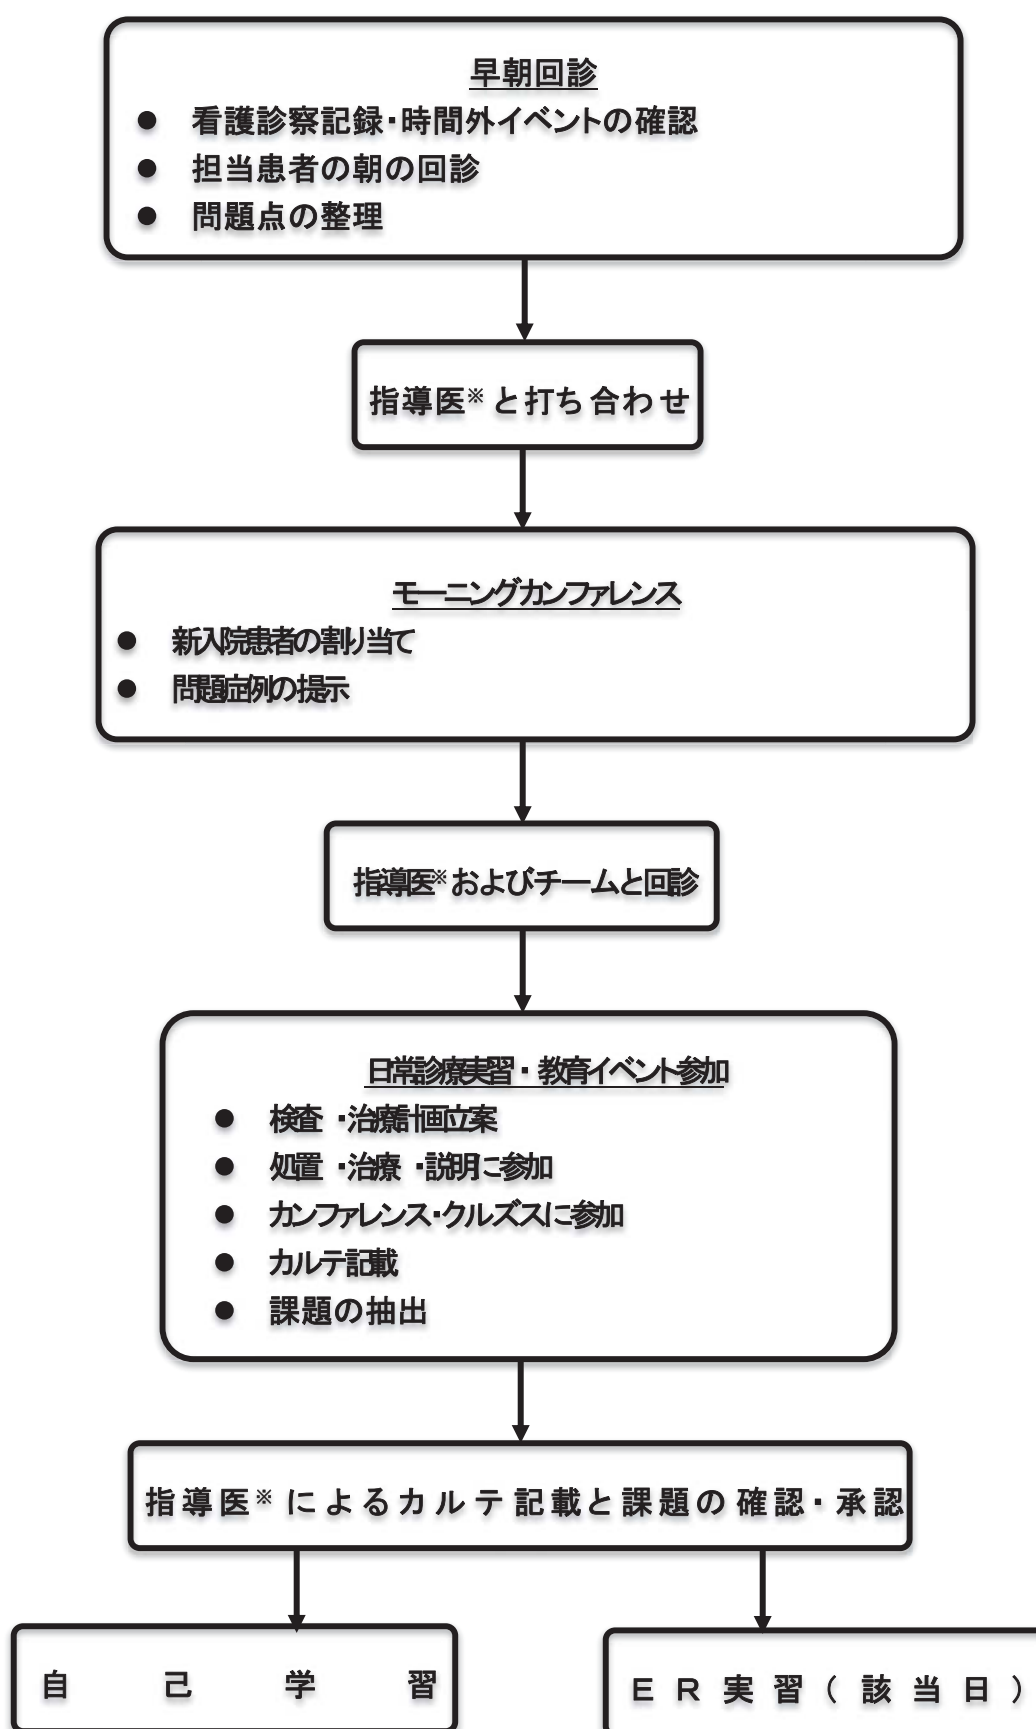 早朝回診
● 看護診察記録・時間外イベントの確認
● 担当患者の朝の回診
● 問題点の整理
指導医※と打ち合わせ
モーニングカンファレンス
● 新入院患者の割り当て
● 問題症例の提示
指導医※およびチームと回診
日常診療実習・教育イベント参加
● 検査・治療計画立案
● 処置・治療・説明に参加
● カンファレンス・クルズスに参加
● カルテ記載
● 課題の抽出
指導医※によるカルテ記載と課題の確認・承認
自己学習
ER実習(該当日)